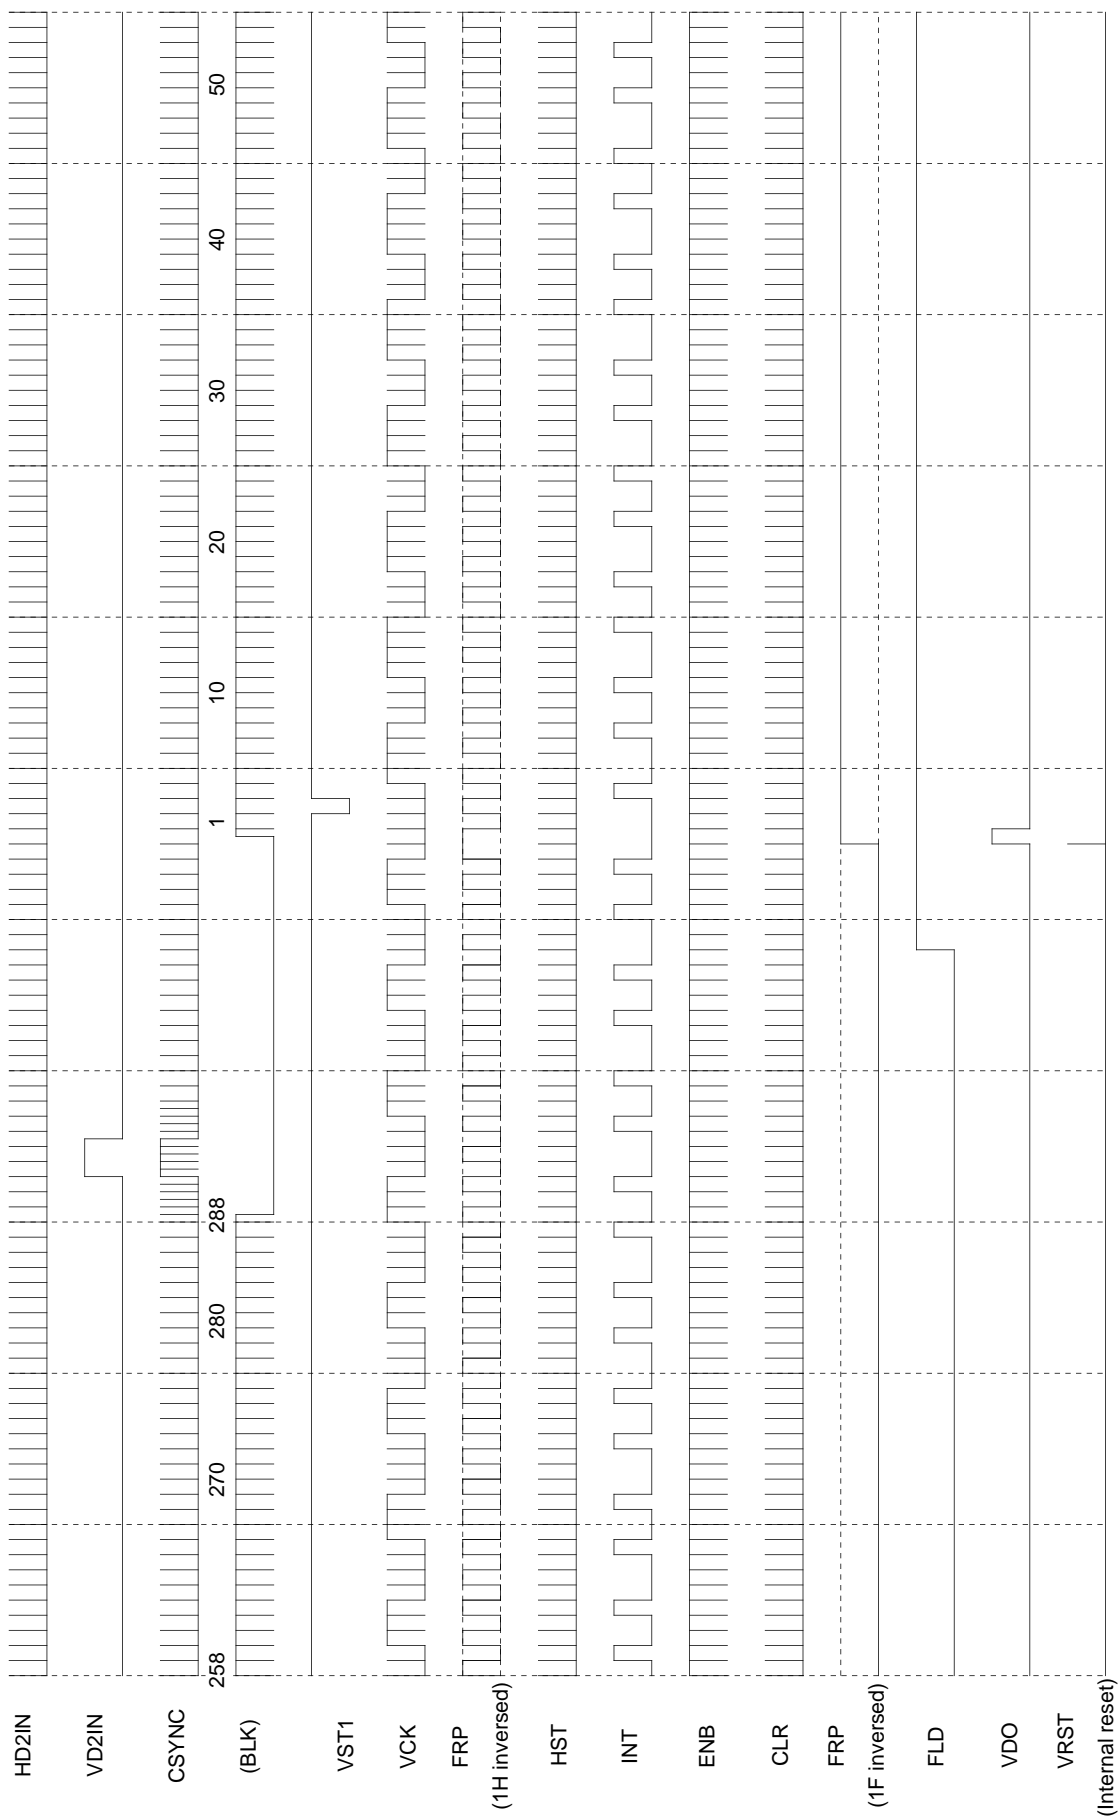 HD2IN
VD2IN
CSYNC
258 270 280 288 1 10 20 30 40 50
(BLK)
VST1
VCK
FRP
(1H inversed)
HST
INT
ENB
CLR
FRP
(1F inversed)
FLD
VDO
VRST
(Internal reset)